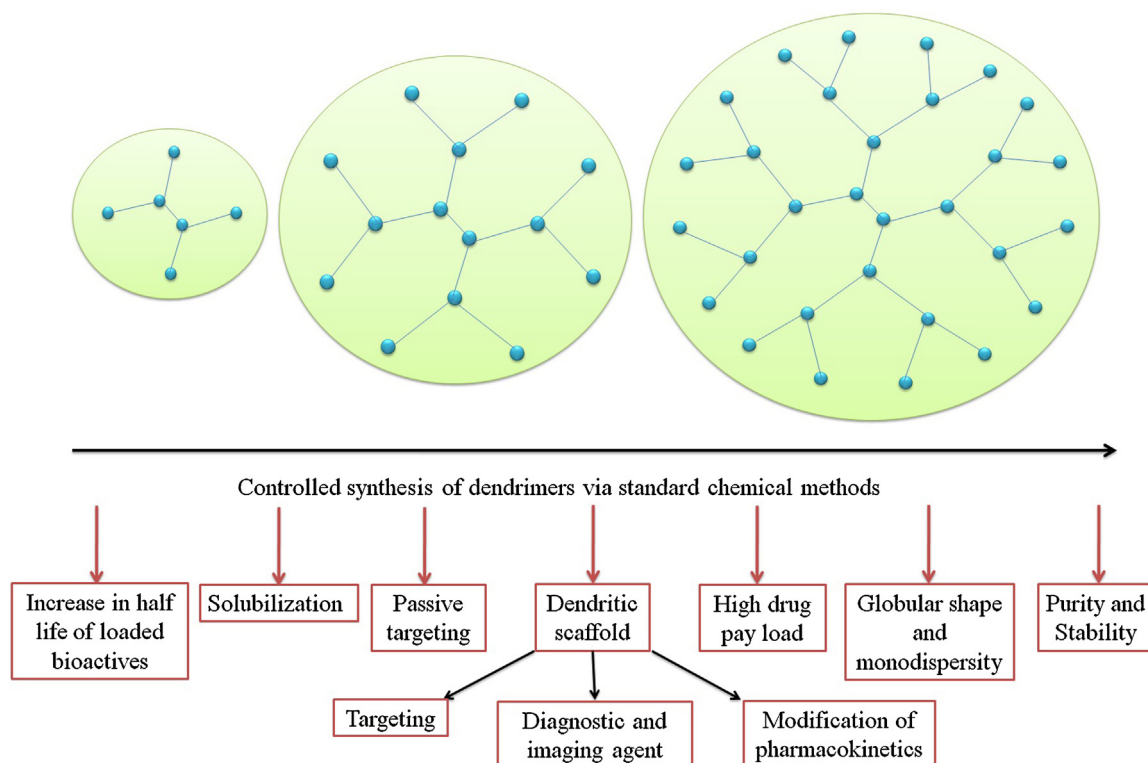 Controlled synthesis of dendrimers via standard chemical methods
Increase in half
life of loaded
bioactives
Solubilization
Passive
targeting
Dendritic
scaffold
High drug
pay load
Globular shape
and
monodispersity
Purity and
Stability
Targeting
Diagnostic and
imaging agent
Modification of
pharmacokinetics